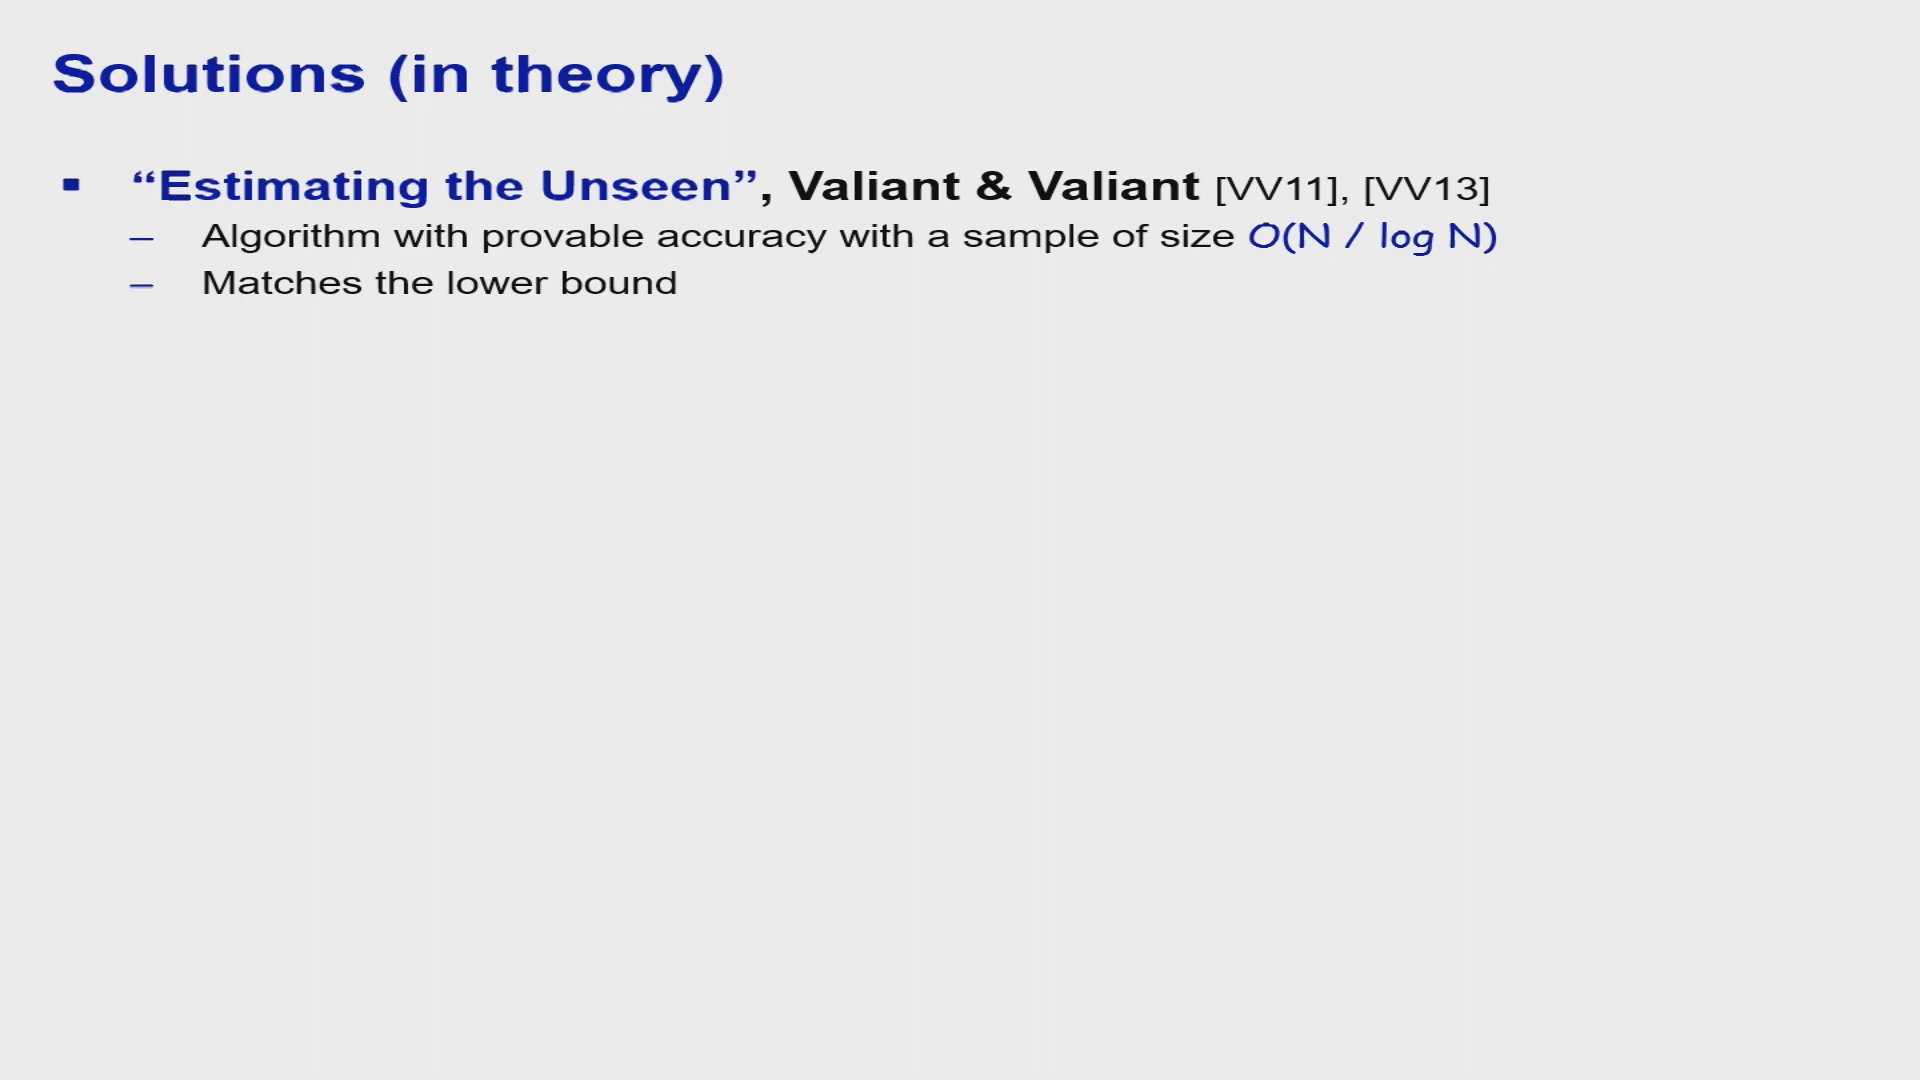 Solutions (in theory)
▪ “Estimating the Unseen”, Valiant & Valiant [VV11], [VV13]
– Algorithm with provable accuracy with a sample of size O(N / log N)
– Matches the lower bound